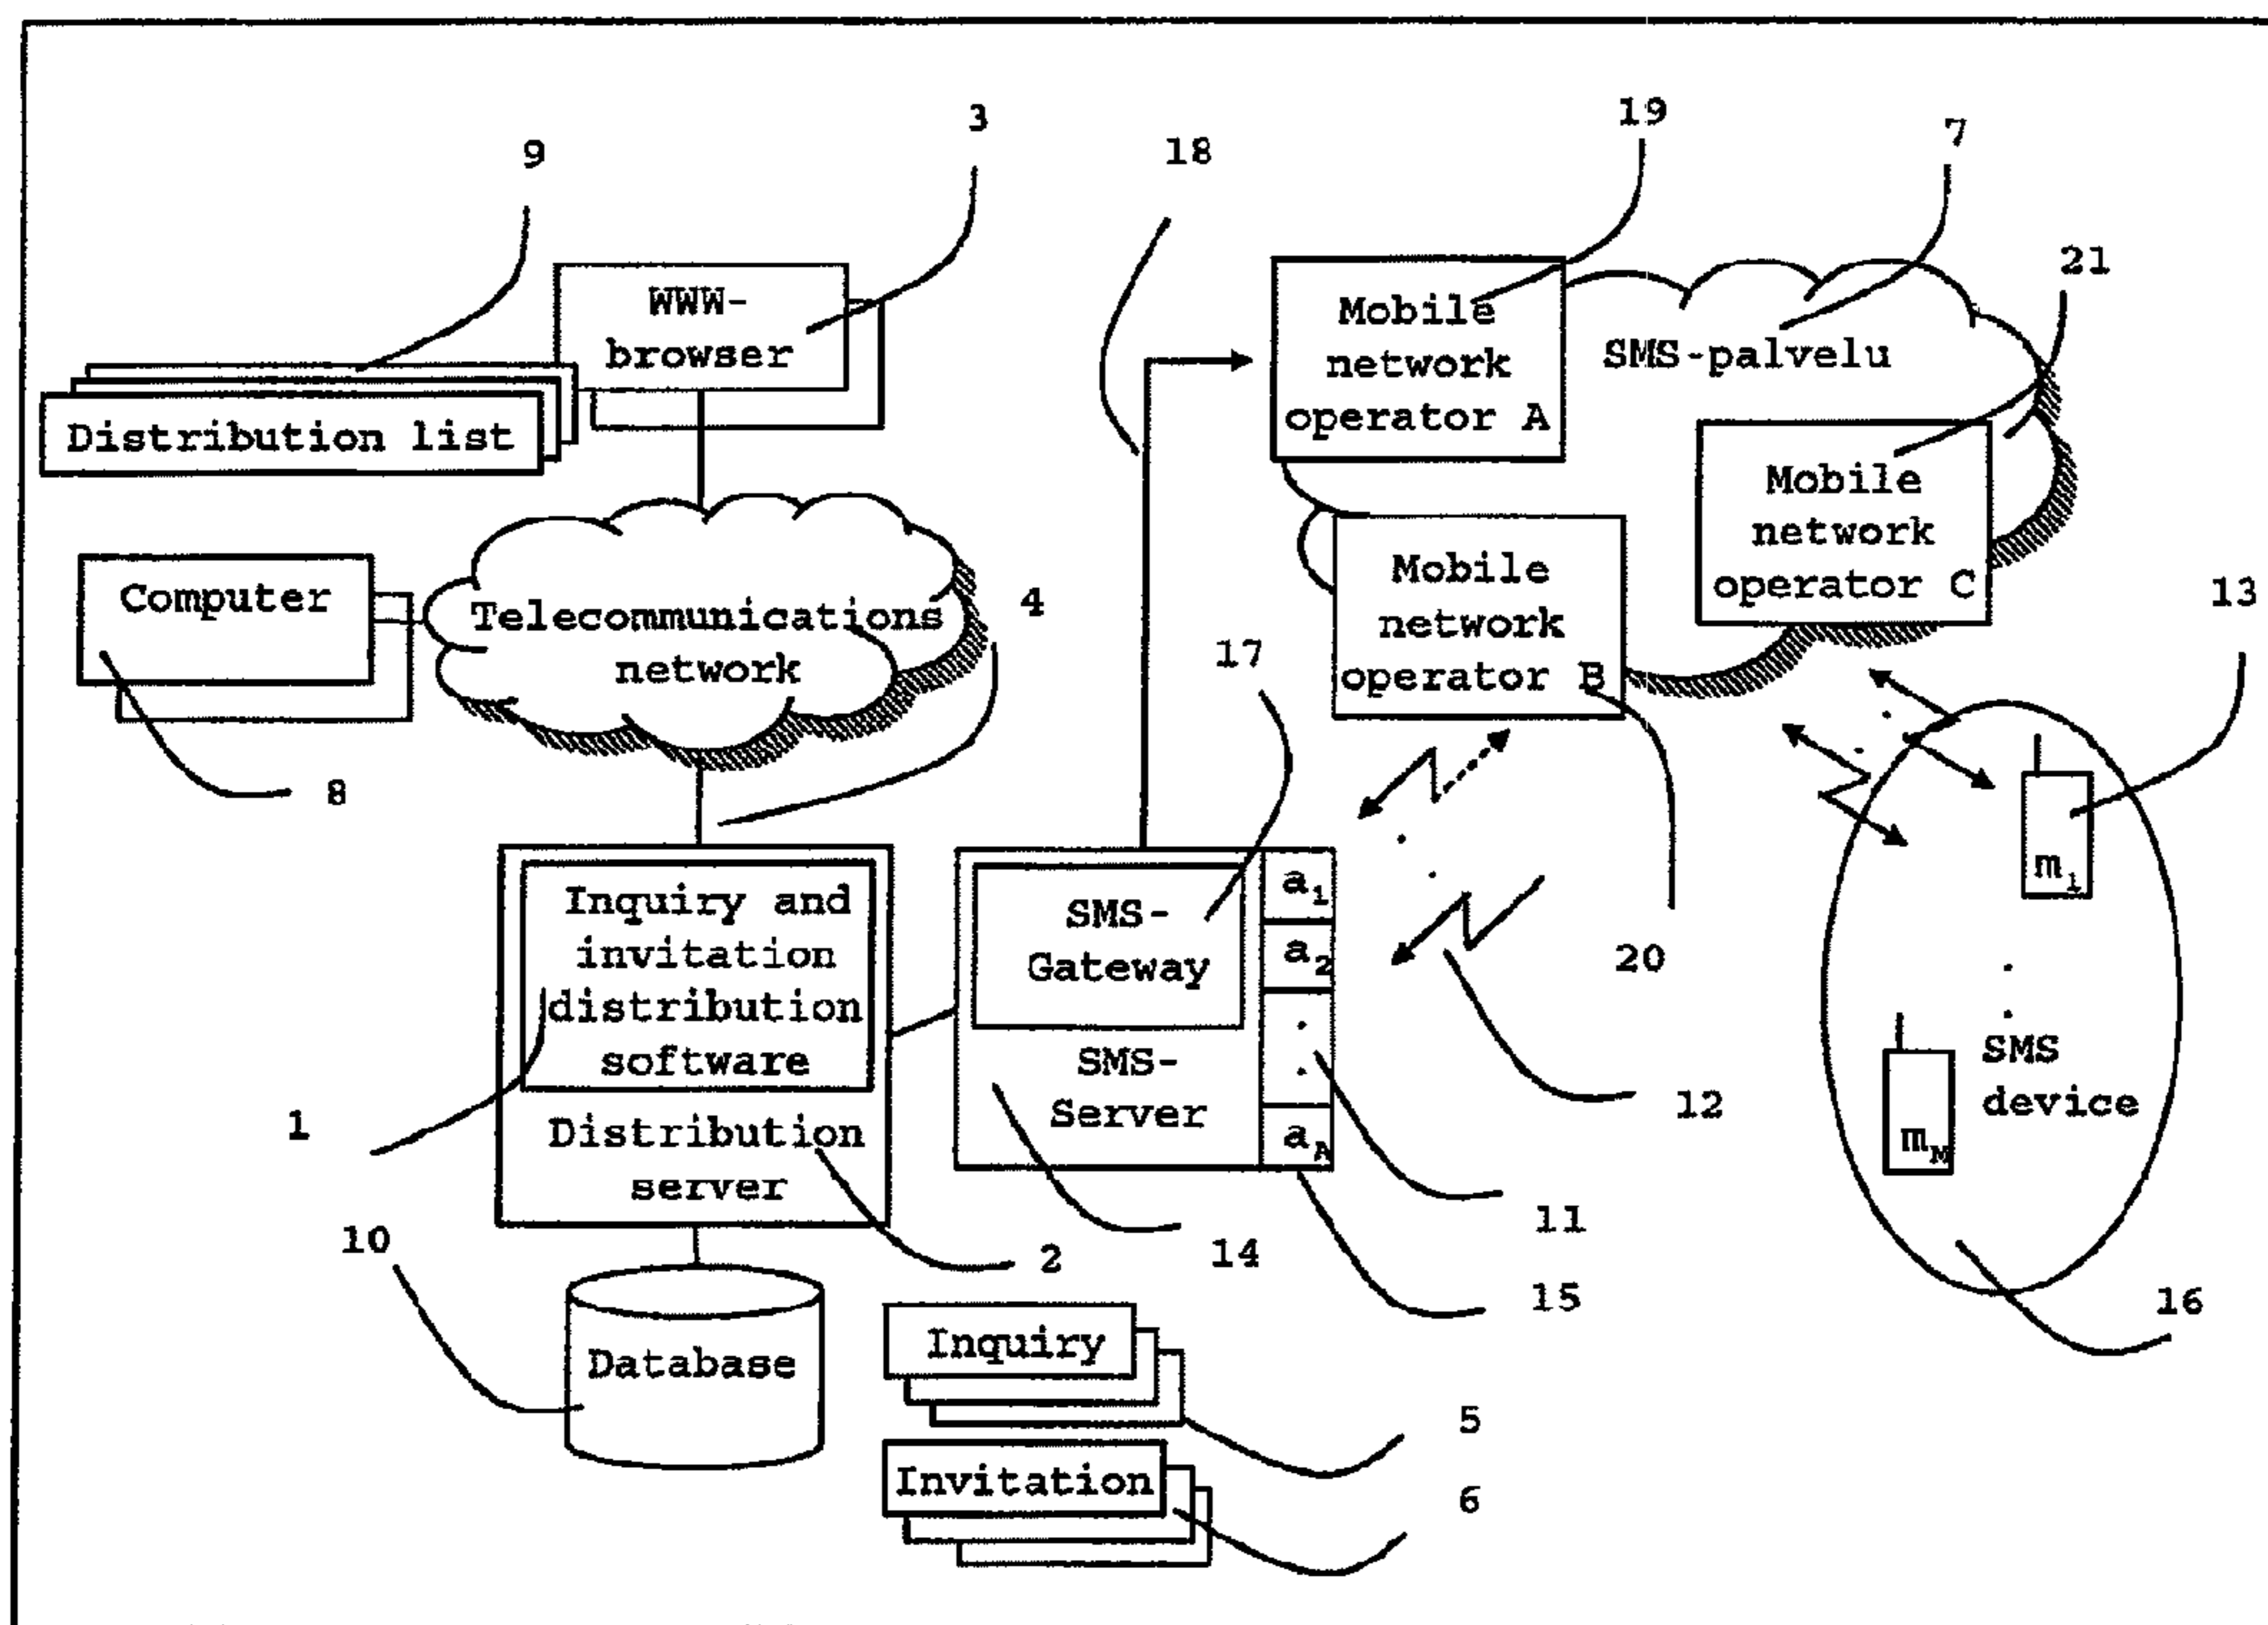 3
19
9
18
7
21
WWW-
browser
Mobile
network
operator A
SMS-palvelu
Distribution list
Mobile
network
operator C
Computer
Telecommunications
network
4
Mobile
network
operator B
13
17
8
m1
Inquiry and
invitation
distribution
software
SMS-
Gateway
a1
a2
.
.
aA
20
SMS-
Server
SMS
device
mM
1
12
Distribution
server
10
2
14
11
15
16
Inquiry
Database
5
Invitation
6